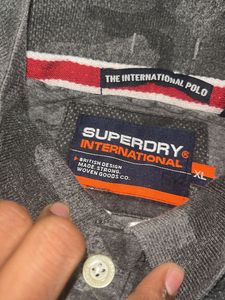 THE INTERNATIONAL POLO
SUPERDRY®
INTERNATIONAL
BRITISH DESIGN
MADE-STRONG.
WOVEN GOODS CO.
XL